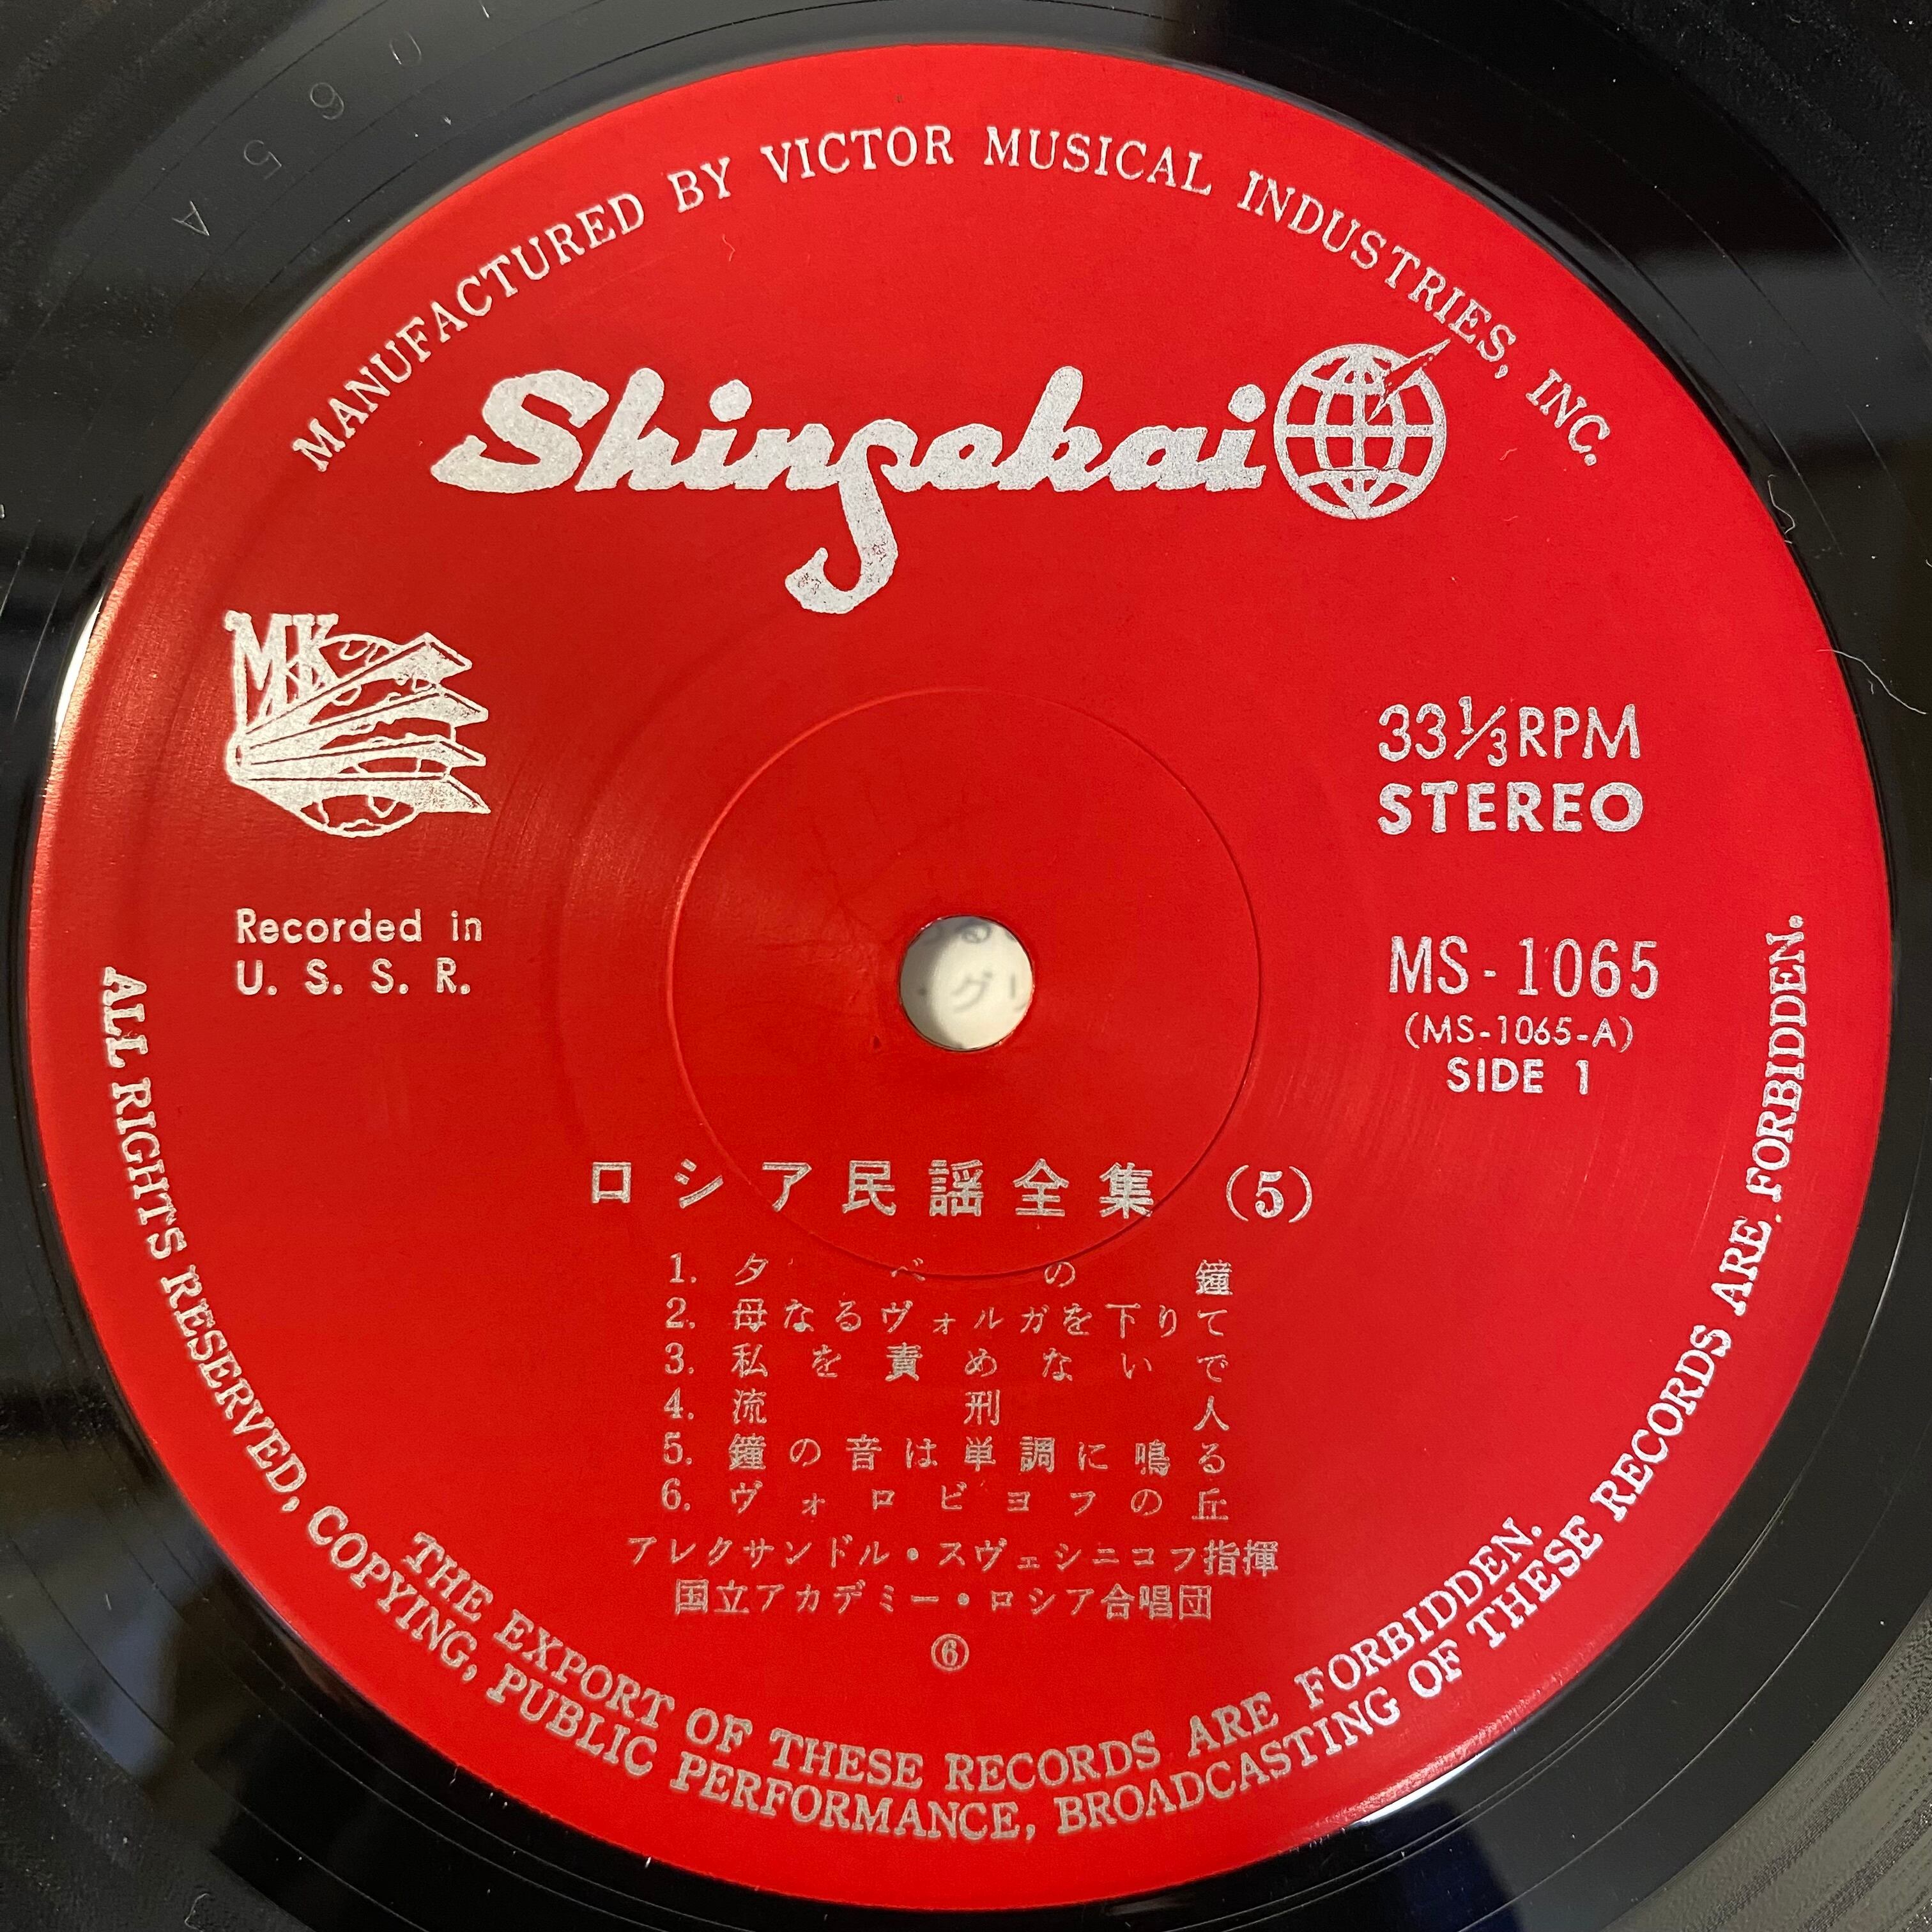 MANUFACTURED BY VICTOR MUSICAL INDUSTRIES, INC.
Shinsekai
MK
33⅓RPM
STEREO
Recorded in
U. S. S. R.
MS-1065
(MS-1065-A)
SIDE 1
ロシア民謡全集 (5)
1. 夕べの鐘
2. 母なるヴォルガを下りて
3. 私を責めないで
4. 流刑人
5. 鐘の音は単調に鳴る
6. ヴォロビヨフの丘
アレクサンドル・スヴェシニコフ指揮
国立アカデミー・ロシア合唱団
⑥
THE EXPORT OF THESE RECORDS ARE FORBIDDEN.
ALL RIGHTS RESERVED, COPYING, PUBLIC PERFORMANCE, BROADCASTING OF THESE RECORDS ARE FORBIDDEN.